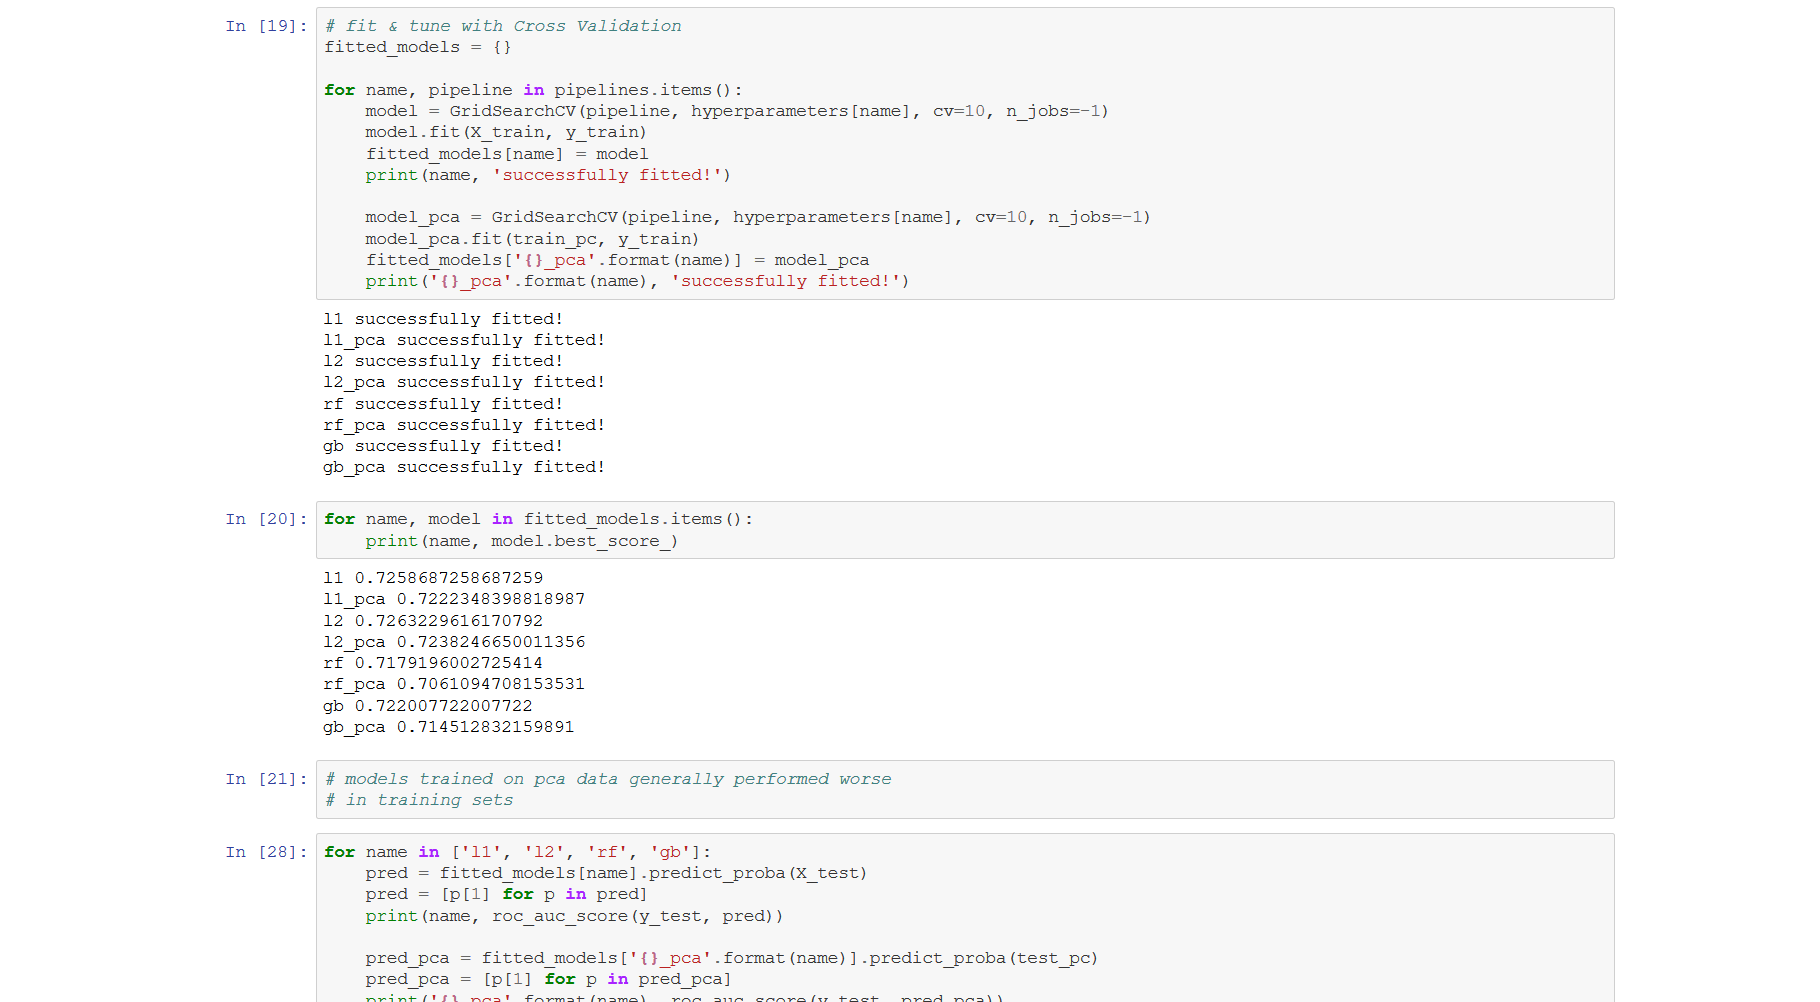 In [19]: # fit & tune with Cross Validation
fitted_models = {}
for name, pipeline in pipelines.items():
model = GridSearchCV(pipeline, hyperparameters[name], cv=10, n_jobs=-1)
model.fit(X_train, y_train)
fitted_models[name] = model
print(name, 'successfully fitted!')
model_pca = GridSearchCV(pipeline, hyperparameters[name], cv=10, n_jobs=-1)
model_pca.fit(train_pc, y_train)
fitted_models['{}_pca'.format(name)] = model_pca
print('{}_pca'.format(name), 'successfully fitted!')
l1 successfully fitted!
l1_pca successfully fitted!
l2 successfully fitted!
l2_pca successfully fitted!
rf successfully fitted!
rf_pca successfully fitted!
gb successfully fitted!
gb_pca successfully fitted!
In [20]: for name, model in fitted_models.items():
print(name, model.best_score_)
l1 0.7258687258687259
l1_pca 0.7222348398818987
l2 0.7263229616170792
l2_pca 0.7238246650011356
rf 0.7179196002725414
rf_pca 0.7061094708153531
gb 0.722007722007722
gb_pca 0.714512832159891
In [21]: # models trained on pca data generally performed worse
# in training sets
In [28]: for name in ['l1', 'l2', 'rf', 'gb']:
pred = fitted_models[name].predict_proba(X_test)
pred = [p[1] for p in pred]
print(name, roc_auc_score(y_test, pred))
pred_pca = fitted_models['{}_pca'.format(name)].predict_proba(test_pc)
pred_pca = [p[1] for p in pred_pca]
print('{}_pca'.format(name), roc_auc_score(y_test, pred_pca))